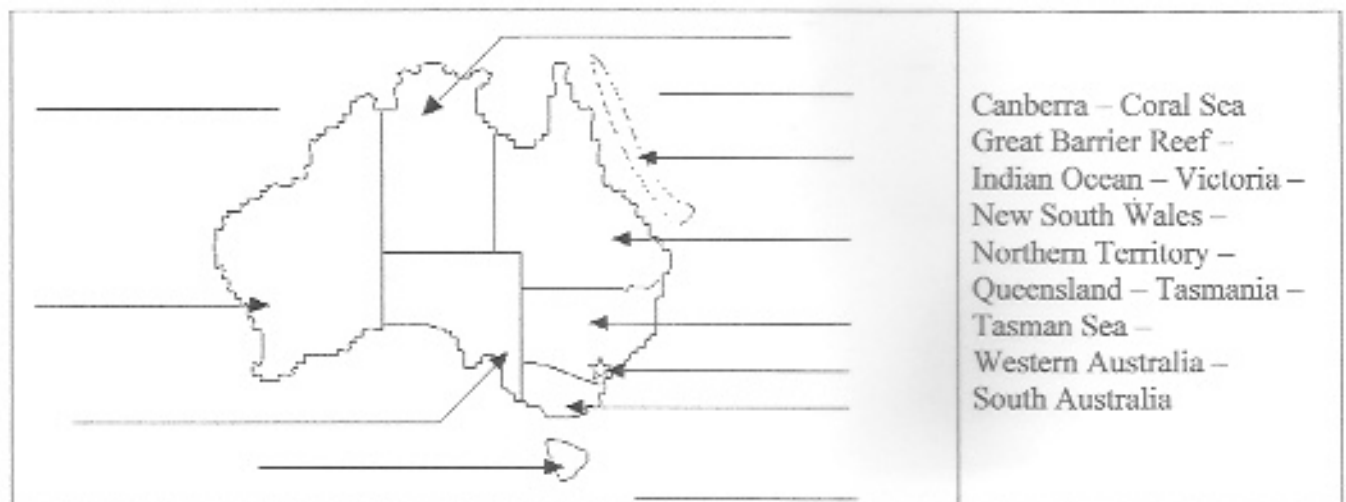 Canberra – Coral Sea
Great Barrier Reef –
Indian Ocean – Victoria –
New South Wales –
Northern Territory –
Queensland – Tasmania –
Tasman Sea –
Western Australia –
South Australia